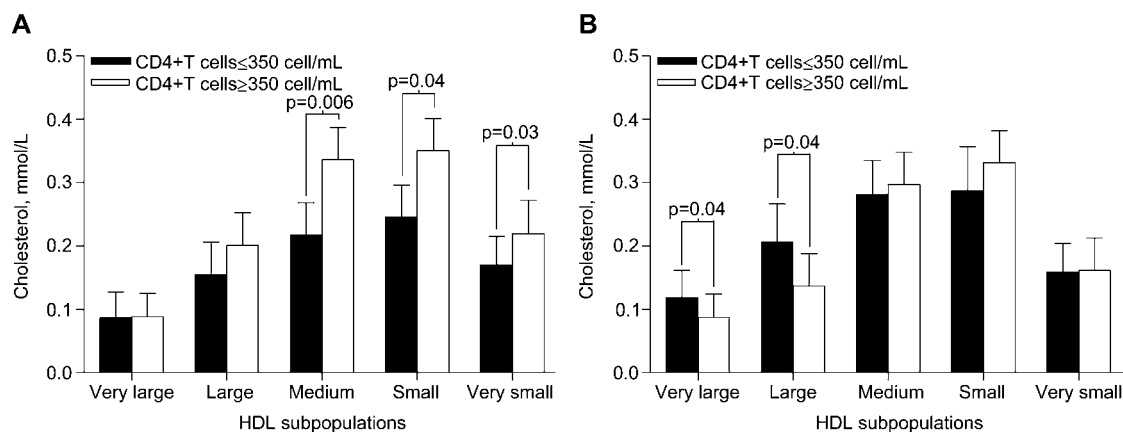 A
0.5
0.4
0.3
0.2
0.1
0.0
Cholesterol, mmol/L
CD4+T cells≤350 cell/mL
CD4+T cells≥350 cell/mL
p=0.006
p=0.04
p=0.03
Very large
Large
Medium
Small
Very small
HDL subpopulations
B
0.5
0.4
0.3
0.2
0.1
0.0
Cholesterol, mmol/L
CD4+T cells≤350 cell/mL
CD4+T cells≥350 cell/mL
p=0.04
p=0.04
Very large
Large
Medium
Small
Very small
HDL subpopulations